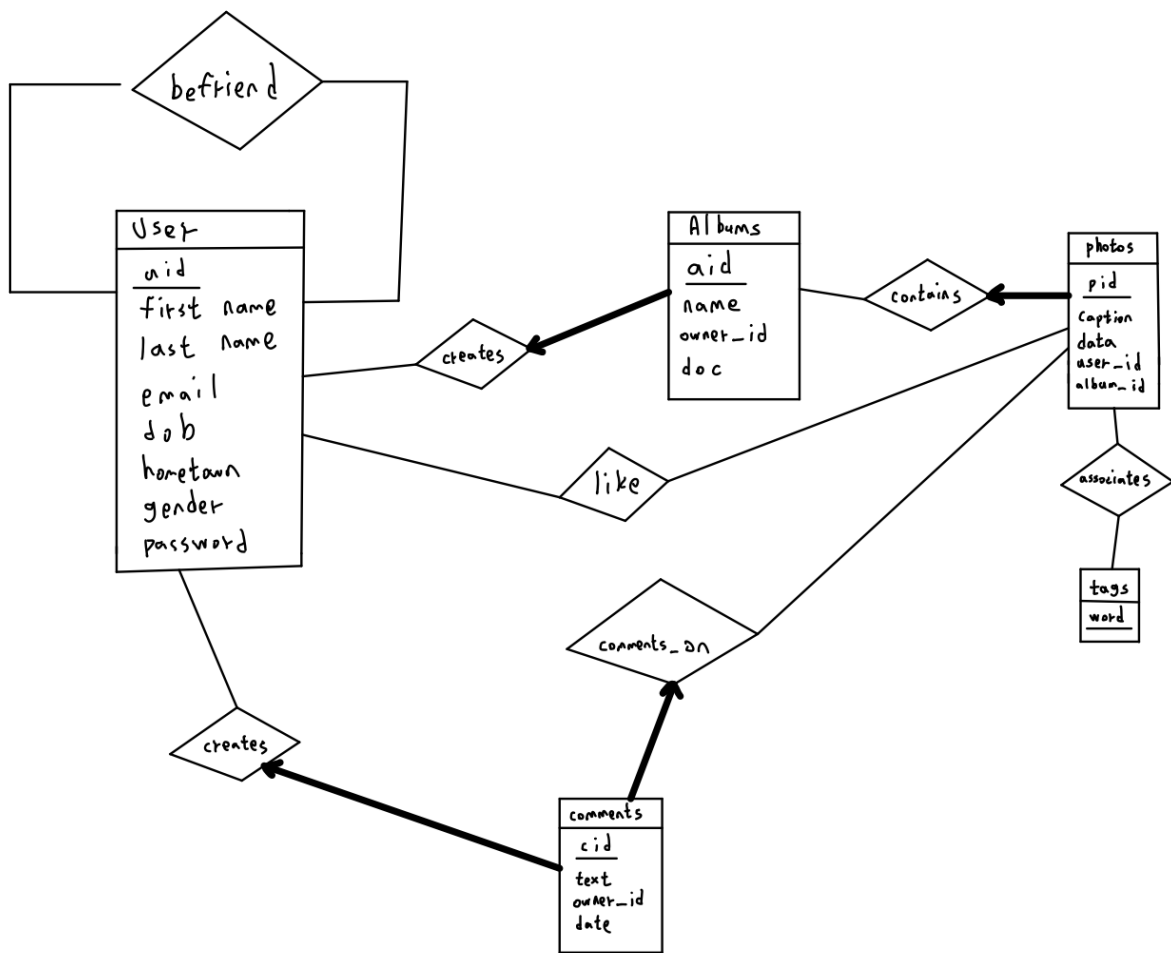 befriend
User
uid
first name
last name
email
dob
hometown
gender
password
creates
Albums
aid
name
owner_id
doc
contains
photos
pid
caption
data
user_id
album_id
like
associates
tags
word
comments_on
creates
comments
cid
text
owner_id
date